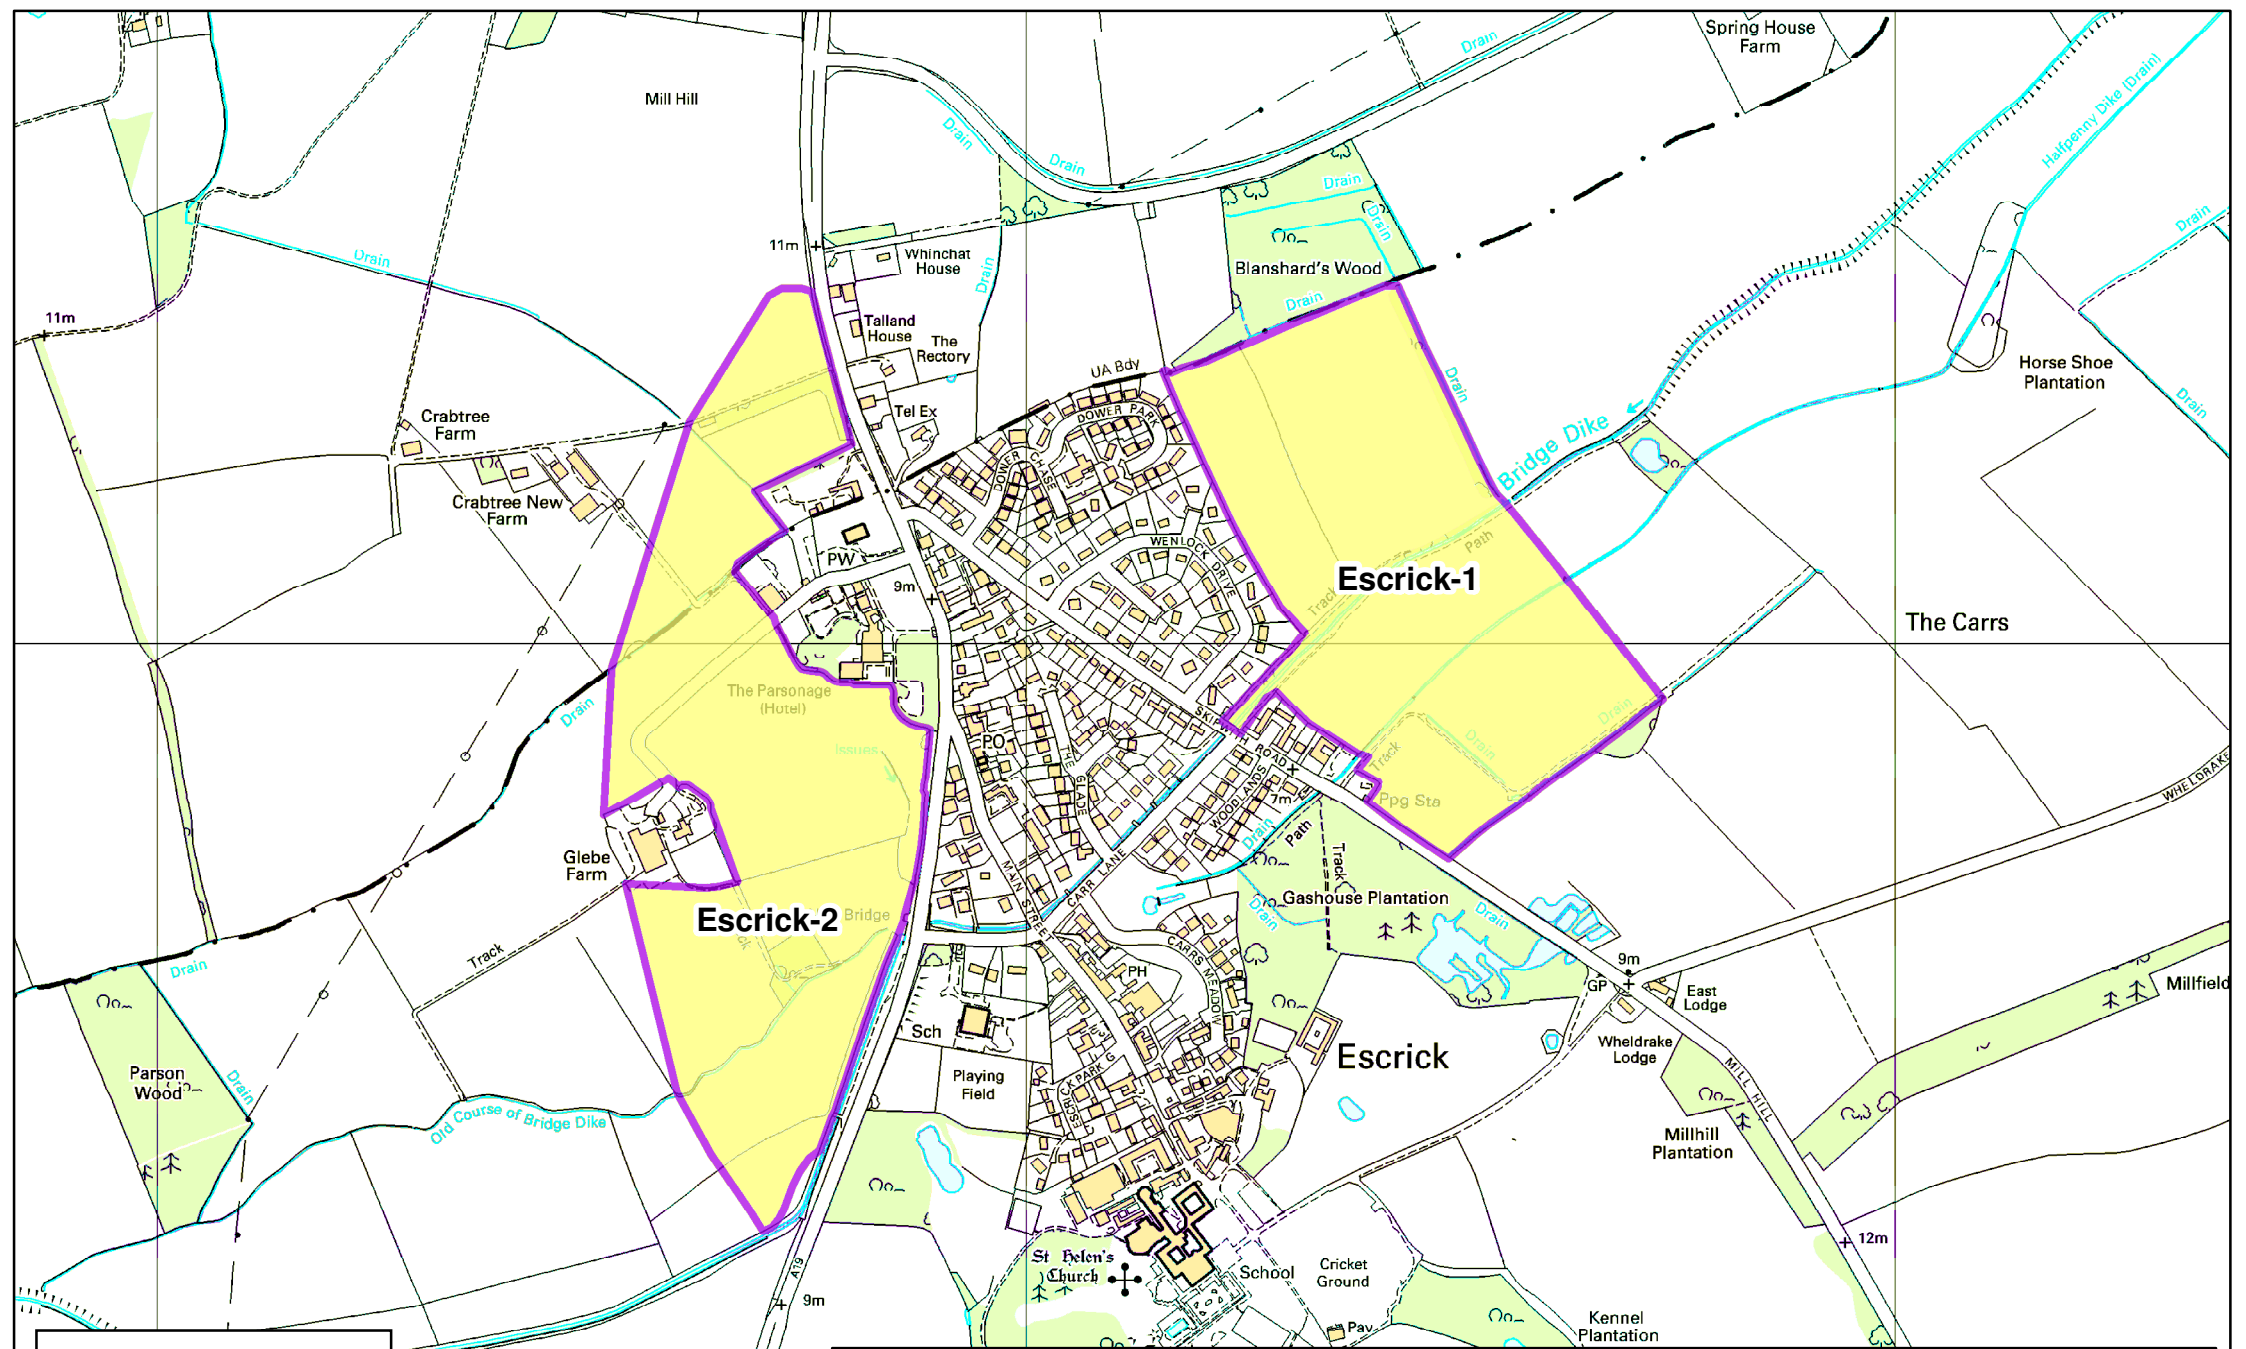 Spring House
Farm
Drain
Halfpenny Dike (Drain)
Mill Hill
Drain
Drain
Drain
Drain
Drain
11m
Whinchat
House
Drain
Drain
Blanshard's Wood
Drain
11m
Talland
House
The
Rectory
UA Bdy
Drain
Horse Shoe
Plantation
Drain
Crabtree
Farm
Tel Ex
DOWER PARK
DOWER CHASE
Bridge Dike
Crabtree New
Farm
PW
WENLOCK DRIVE
Path
9m
Track
Escrick-1
The Carrs
The Parsonage
(Hotel)
Drain
Issues
PO
THE GLADE
SKIPWITH ROAD
Drain
Drain
Track
WHELDRAKE
WOODLANDS
7m
Ppg Sta
Drain
Path
Track
Glebe
Farm
MAIN STREET
CARR LANE
Gashouse Plantation
Drain
Drain
Escrick-2
Bridge
Track
Drain
CARRS MEADOW
PH
9m
GP
East
Lodge
Millfield
Sch
Wheldrake
Lodge
Escrick
Parson
Wood
Drain
Playing
Field
ESCRICK PARK G
MILL HILL
Old Course of Bridge Dike
Millhill
Plantation
12m
St Helen's
Church
School
Cricket
Ground
A19
9m
Pav
Kennel
Plantation